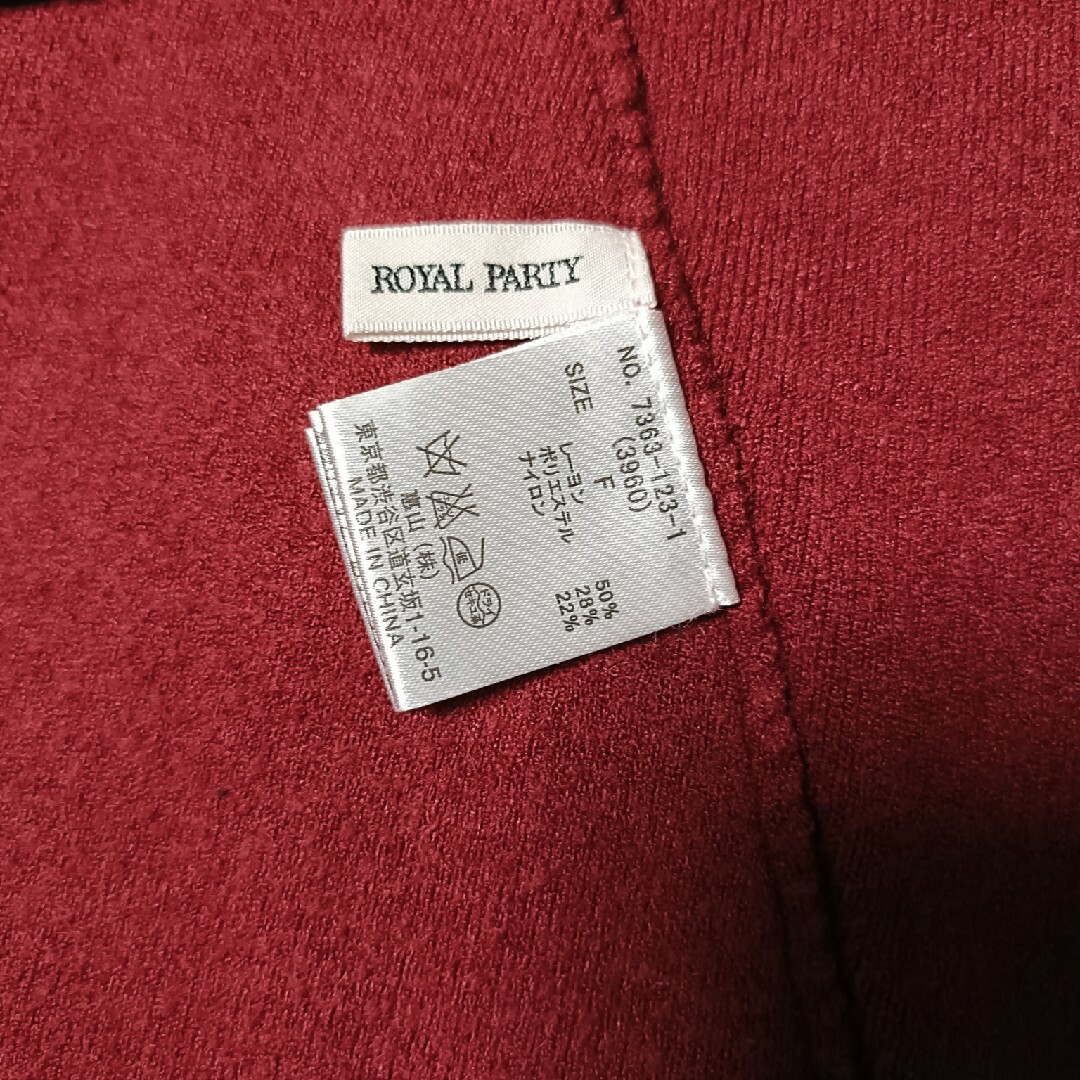 ROYAL PARTY
NO. 7363-123-1
(3960)
SIZE F
レーヨン 50%
ポリエステル 28%
ナイロン 22%
(株)
東京都渋谷区道玄坂1-16-5
MADE IN CHINA